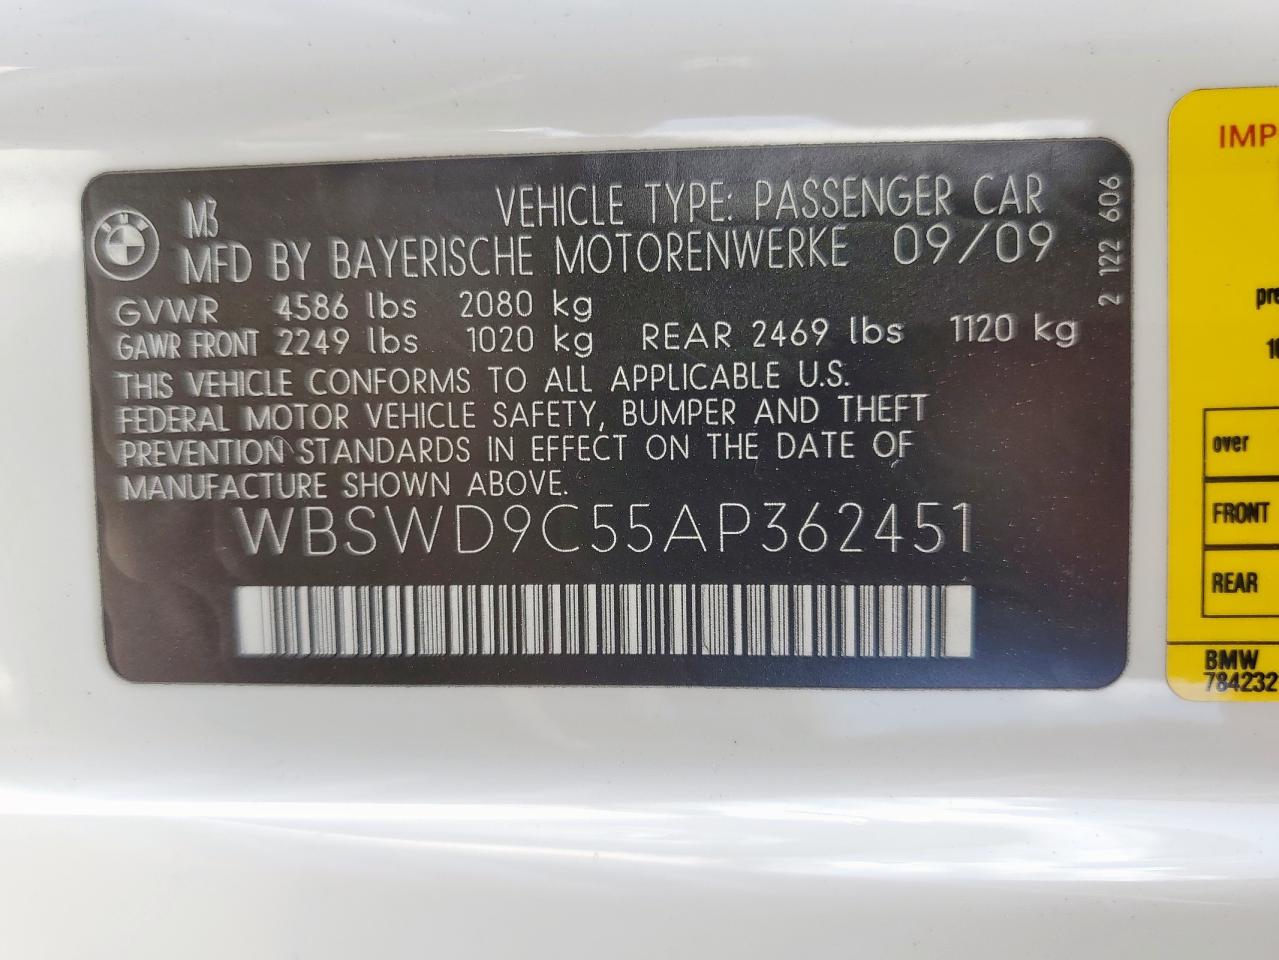 M3
VEHICLE TYPE: PASSENGER CAR
MFD BY BAYERISCHE MOTORENWERKE 09/09
GVWR 4586 lbs 2080 kg
GAWR FRONT 2249 lbs 1020 kg REAR 2469 lbs 1120 kg
THIS VEHICLE CONFORMS TO ALL APPLICABLE U.S.
FEDERAL MOTOR VEHICLE SAFETY, BUMPER AND THEFT
PREVENTION STANDARDS IN EFFECT ON THE DATE OF
MANUFACTURE SHOWN ABOVE.
WBSWD9C55AP362451
2 122 606
IMP
pre
over
FRONT
REAR
BMW
784232